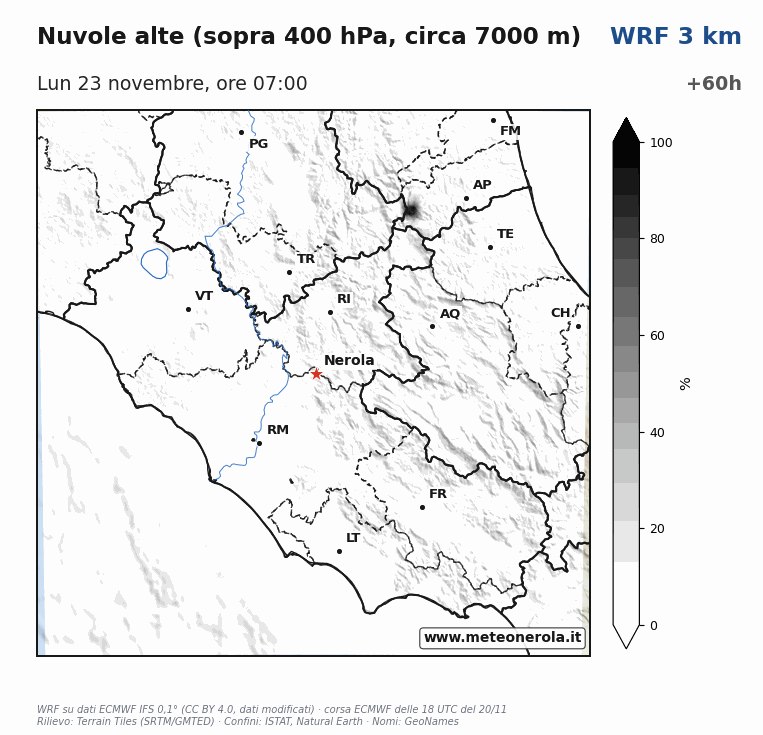 Nuvole alte (sopra 400 hPa, circa 7000 m) WRF 3 km
Lun 23 novembre, ore 07:00 +60h
FM
PG
AP
TE
TR
VT
RI
AQ
CH
Nerola
RM
FR
LT
www.meteonerola.it
100
80
60
40
20
0
%
WRF su dati ECMWF IFS 0,1° (CC BY 4.0, dati modificati) · corsa ECMWF delle 18 UTC del 20/11
Rilievo: Terrain Tiles (SRTM/GMTED) · Confini: ISTAT, Natural Earth · Nomi: GeoNames